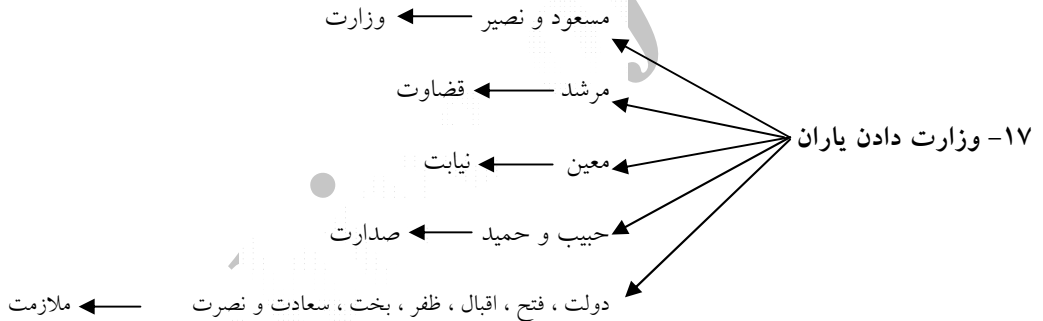 مسعود و نصیر وزارت
مرشد قضاوت
۱۷- وزارت دادن یاران
معین نیابت
حبیب و حمید صدارت
دولت ، فتح ، اقبال ، ظفر ، بخت ، سعادت و نصرت ملازمت